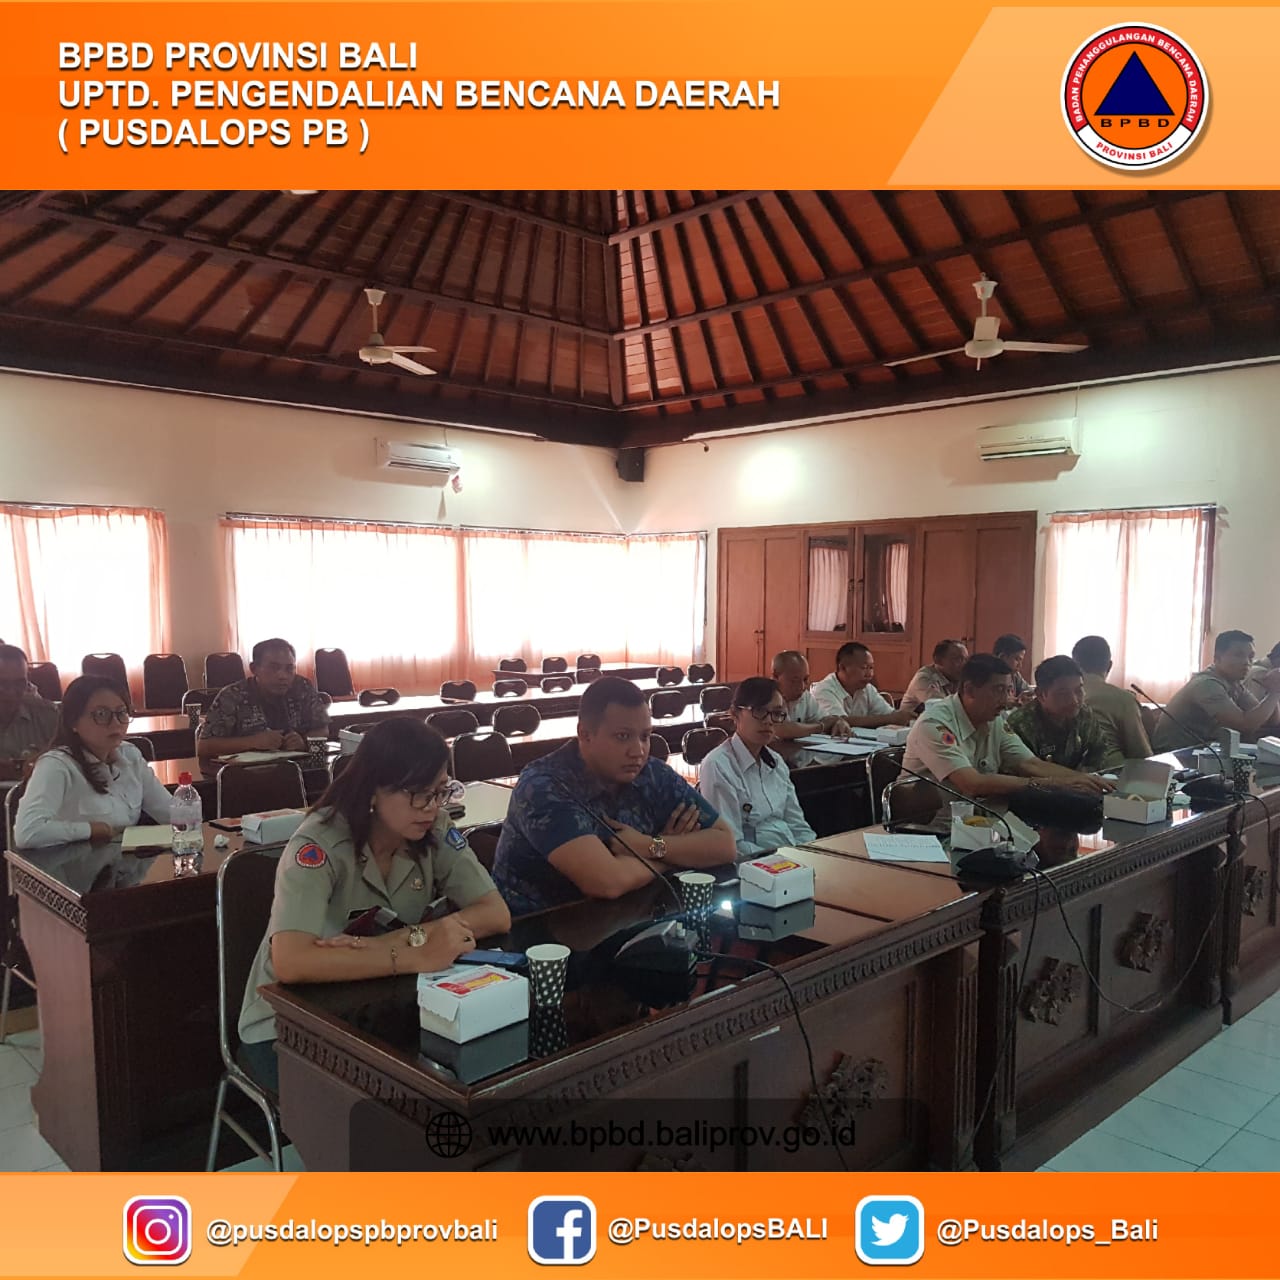 BPBD PROVINSI BALI
UPTD. PENGENDALIAN BENCANA DAERAH
( PUSDALOPS PB )
BADAN PENANGGULANGAN BENCANA DAERAH
BPBD
PROVINSI BALI
www.bpbd.baliprov.go.id
@pusdalopspbprovbali
@PusdalopsBALI
@Pusdalops_Bali